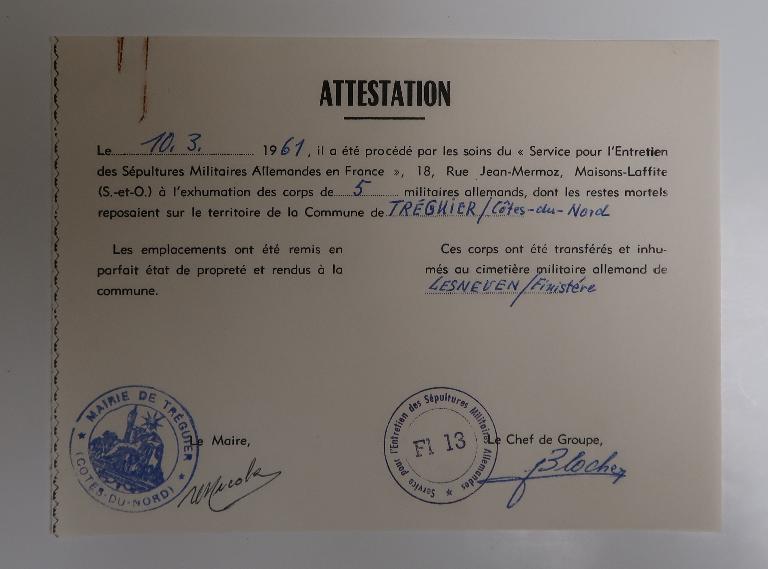 ATTESTATION
Le 10. 3. 1961, il a été procédé par les soins du « Service pour l'Entretien
des Sépultures Militaires Allemandes en France », 18, Rue Jean-Mermoz, Maisons-Laffite
(S.-et-O.) à l'exhumation des corps de 5 militaires allemands, dont les restes mortels
reposaient sur le territoire de la Commune de TRÉGUIER/Côtes-du-Nord
Les emplacements ont été remis en
parfait état de propreté et rendus à la
commune.
Ces corps ont été transférés et inhu-
més au cimetière militaire allemand de
LESNEVEN/Finistére
MAIRIE DE TRÉGUIER
(CÔTES-DU-NORD)
Le Maire,
Service pour l'Entretien des Sépultures Militaires Allemandes
FI 13
Le Chef de Groupe,